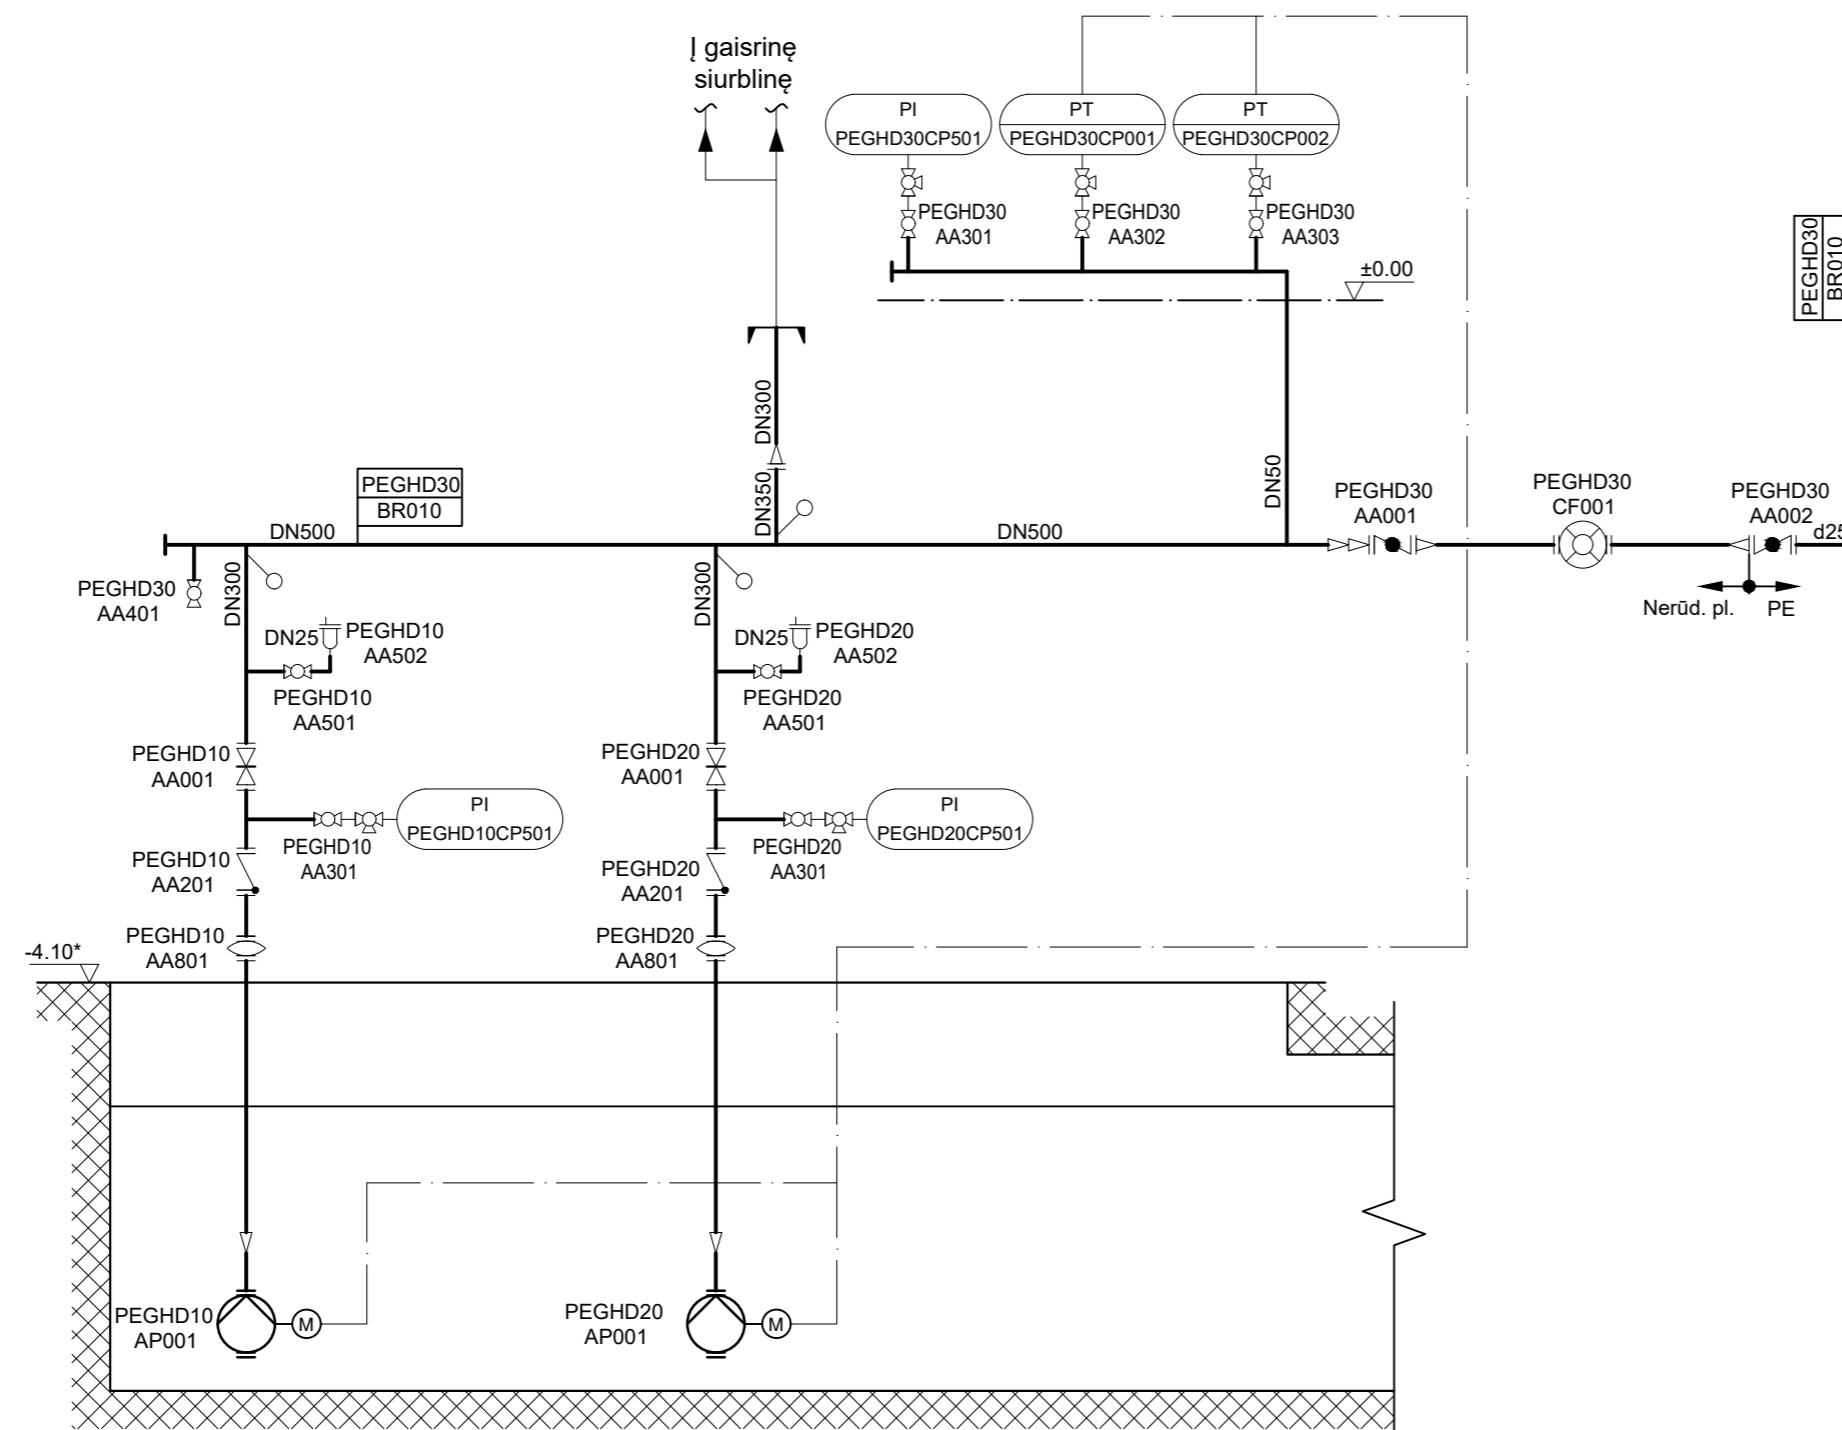 Į gaisrinę
siurblinę
PI
PEGHD30CP501
PT
PEGHD30CP001
PT
PEGHD30CP002
PEGHD30
AA301
PEGHD30
AA302
PEGHD30
AA303
±0.00
PEGHD30
BR010
DN300
DN350
DN50
PEGHD30
BR010
DN500
DN500
PEGHD30
AA001
PEGHD30
CF001
PEGHD30
AA002
d25
Nerūd. pl.
PE
PEGHD30
AA401
DN300
DN25
PEGHD10
AA502
PEGHD10
AA501
DN300
DN25
PEGHD20
AA502
PEGHD20
AA501
PEGHD10
AA001
PEGHD20
AA001
PI
PEGHD10CP501
PEGHD10
AA301
PI
PEGHD20CP501
PEGHD20
AA301
PEGHD10
AA201
PEGHD20
AA201
PEGHD10
AA801
PEGHD20
AA801
-4.10*
PEGHD10
AP001
M
PEGHD20
AP001
M